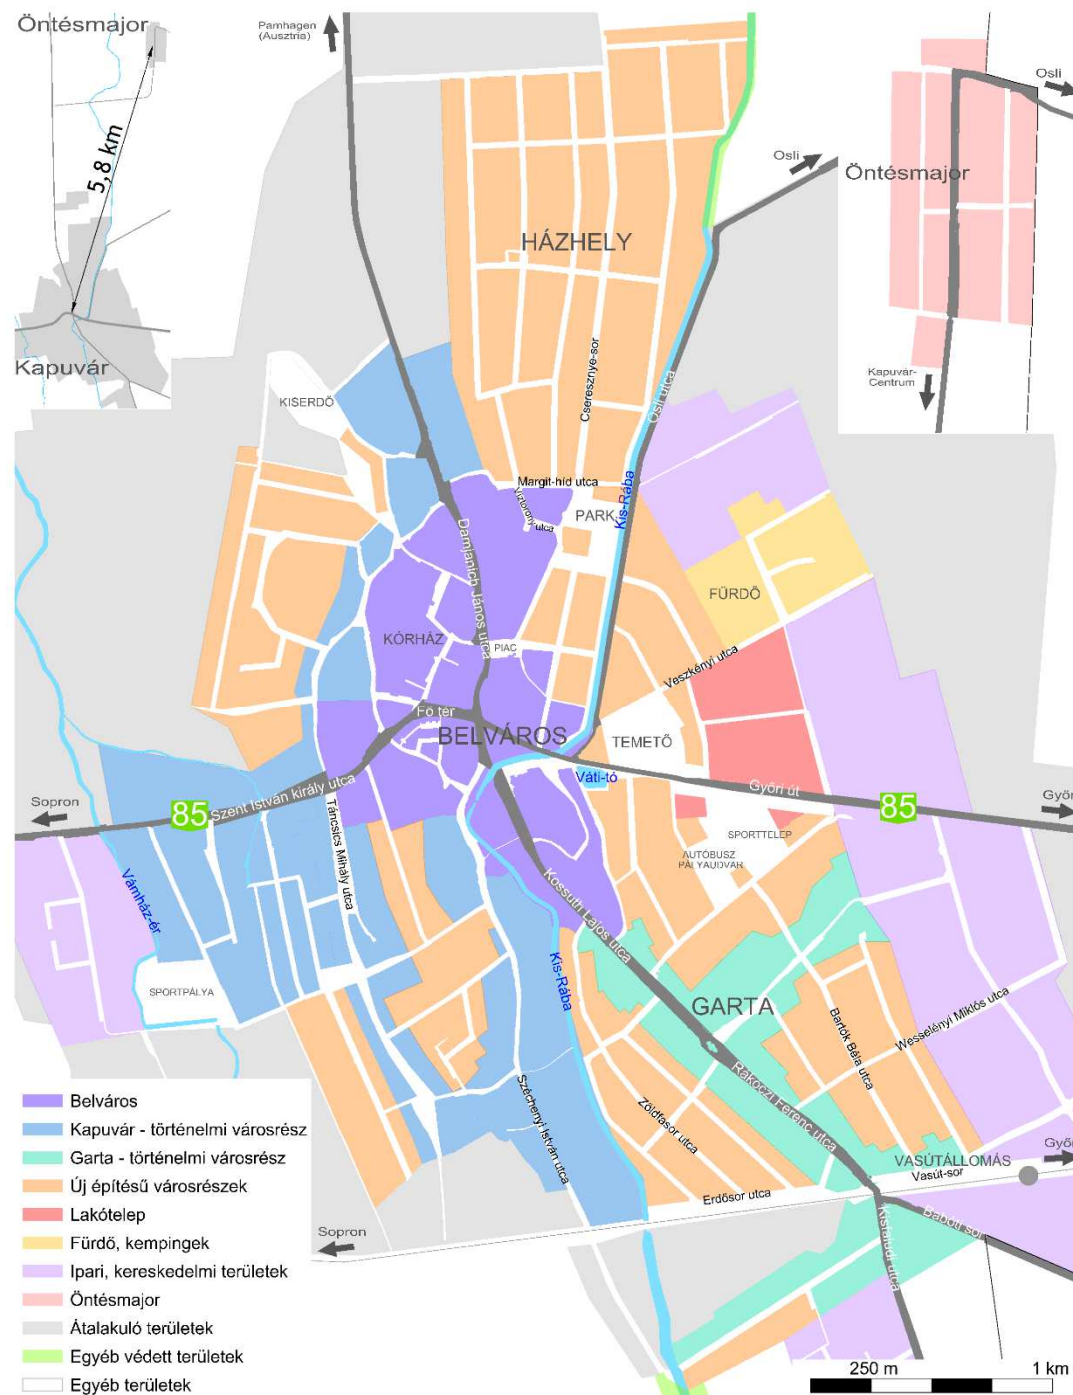 Öntésmajor
5,8 km
Kapuvár
Pamhagen
(Ausztria)
Osli
Osli
Öntésmajor
Kapuvár-
Centrum
HÁZHELY
Cseresznye-sor
Osli utca
KISERDŐ
Margit-híd utca
Víztorony utca
PARK
Kis-Rába
Damjanich János utca
FÜRDŐ
KÓRHÁZ
PIAC
Veszkényi utca
Fő tér
BELVÁROS
TEMETŐ
Váti-tó
Győri út
Sopron
85
Szent István király utca
85
Győr
Táncsics Mihály utca
SPORTTELEP
AUTÓBUSZ
PÁLYAUDVAR
Vámház-ér
Kossuth Lajos utca
Kis-Rába
SPORTPÁLYA
GARTA
Bartók Béla utca
Wesselényi Miklós utca
Rákóczi Ferenc utca
Széchenyi István utca
Zöldfasor utca
VASÚTÁLLOMÁS
Győr
Vasút-sor
Erdősor utca
Sopron
Kisfaludi utca
Babóti sor
Belváros
Kapuvár - történelmi városrész
Garta - történelmi városrész
Új építésű városrészek
Lakótelep
Fürdő, kempingek
Ipari, kereskedelmi területek
Öntésmajor
Átalakuló területek
Egyéb védett területek
Egyéb területek
250 m
1 km